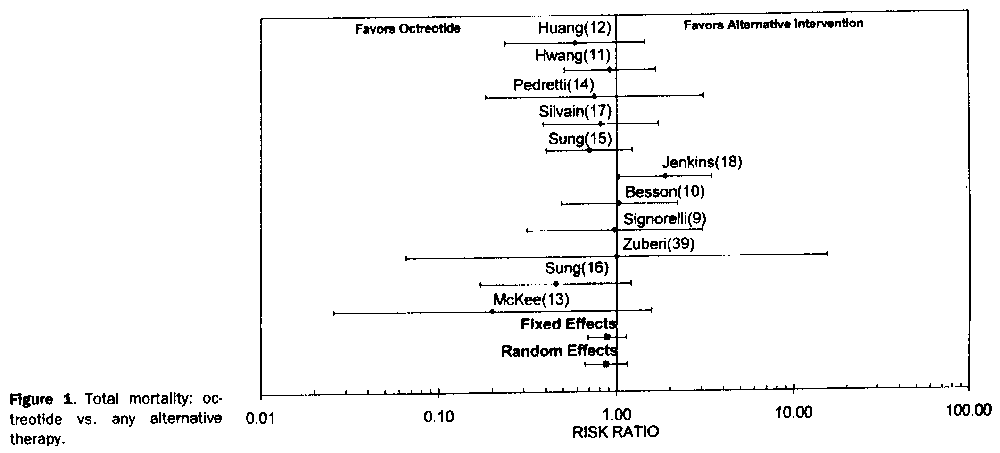 Favors Octreotide
Favors Alternative Intervention
Huang(12)
Hwang(11)
Pedretti(14)
Silvain(17)
Sung(15)
Jenkins(18)
Besson(10)
Signorelli(9)
Zuberi(39)
Sung(16)
McKee(13)
Fixed Effects
Random Effects
0.01 0.10 1.00 10.00 100.00
RISK RATIO
Figure 1. Total mortality: oc-
treotide vs. any alternative
therapy.